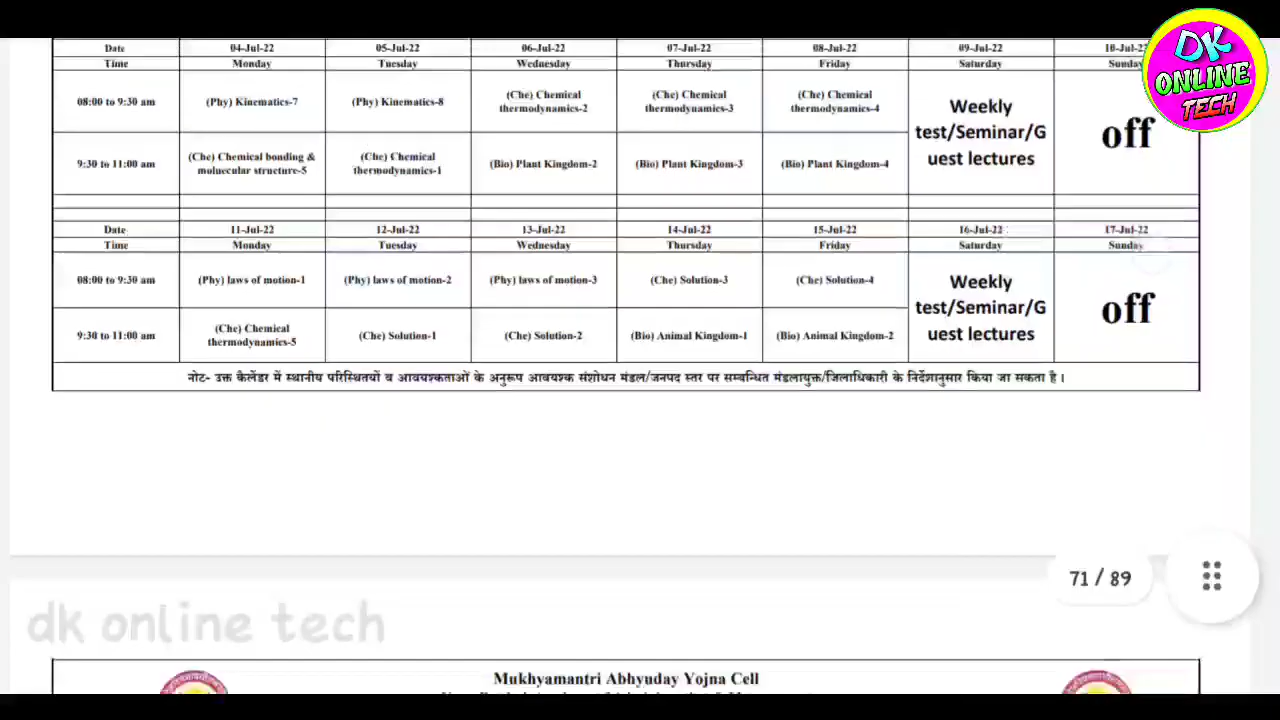 DK
ONLINE
TECH
Date 04-Jul-22 05-Jul-22 06-Jul-22 07-Jul-22 08-Jul-22 09-Jul-22 10-Jul-22
Time Monday Tuesday Wednesday Thursday Friday Saturday Sunday
08:00 to 9:30 am (Phy) Kinematics-7 (Phy) Kinematics-8 (Che) Chemical thermodynamics-2 (Che) Chemical thermodynamics-3 (Che) Chemical thermodynamics-4
Weekly
test/Seminar/G
uest lectures
off
9:30 to 11:00 am (Che) Chemical bonding & moluecular structure-5 (Che) Chemical thermodynamics-1 (Bio) Plant Kingdom-2 (Bio) Plant Kingdom-3 (Bio) Plant Kingdom-4
Date 11-Jul-22 12-Jul-22 13-Jul-22 14-Jul-22 15-Jul-22 16-Jul-22 17-Jul-22
Time Monday Tuesday Wednesday Thursday Friday Saturday Sunday
08:00 to 9:30 am (Phy) laws of motion-1 (Phy) laws of motion-2 (Phy) laws of motion-3 (Che) Solution-3 (Che) Solution-4
Weekly
test/Seminar/G
uest lectures
off
9:30 to 11:00 am (Che) Chemical thermodynamics-5 (Che) Solution-1 (Che) Solution-2 (Bio) Animal Kingdom-1 (Bio) Animal Kingdom-2
नोट- उक्त कैलेंडर में स्थानीय परिस्थितयों व आवयश्कताओं के अनुरूप आवयश्क संशोधन मंडल/जनपद स्तर पर सम्बन्धित मंडलायुक्त/जिलाधिकारी के निर्देशानुसार किया जा सकता है।
71 / 89
dk online tech
Mukhyamantri Abhyuday Yojna Cell